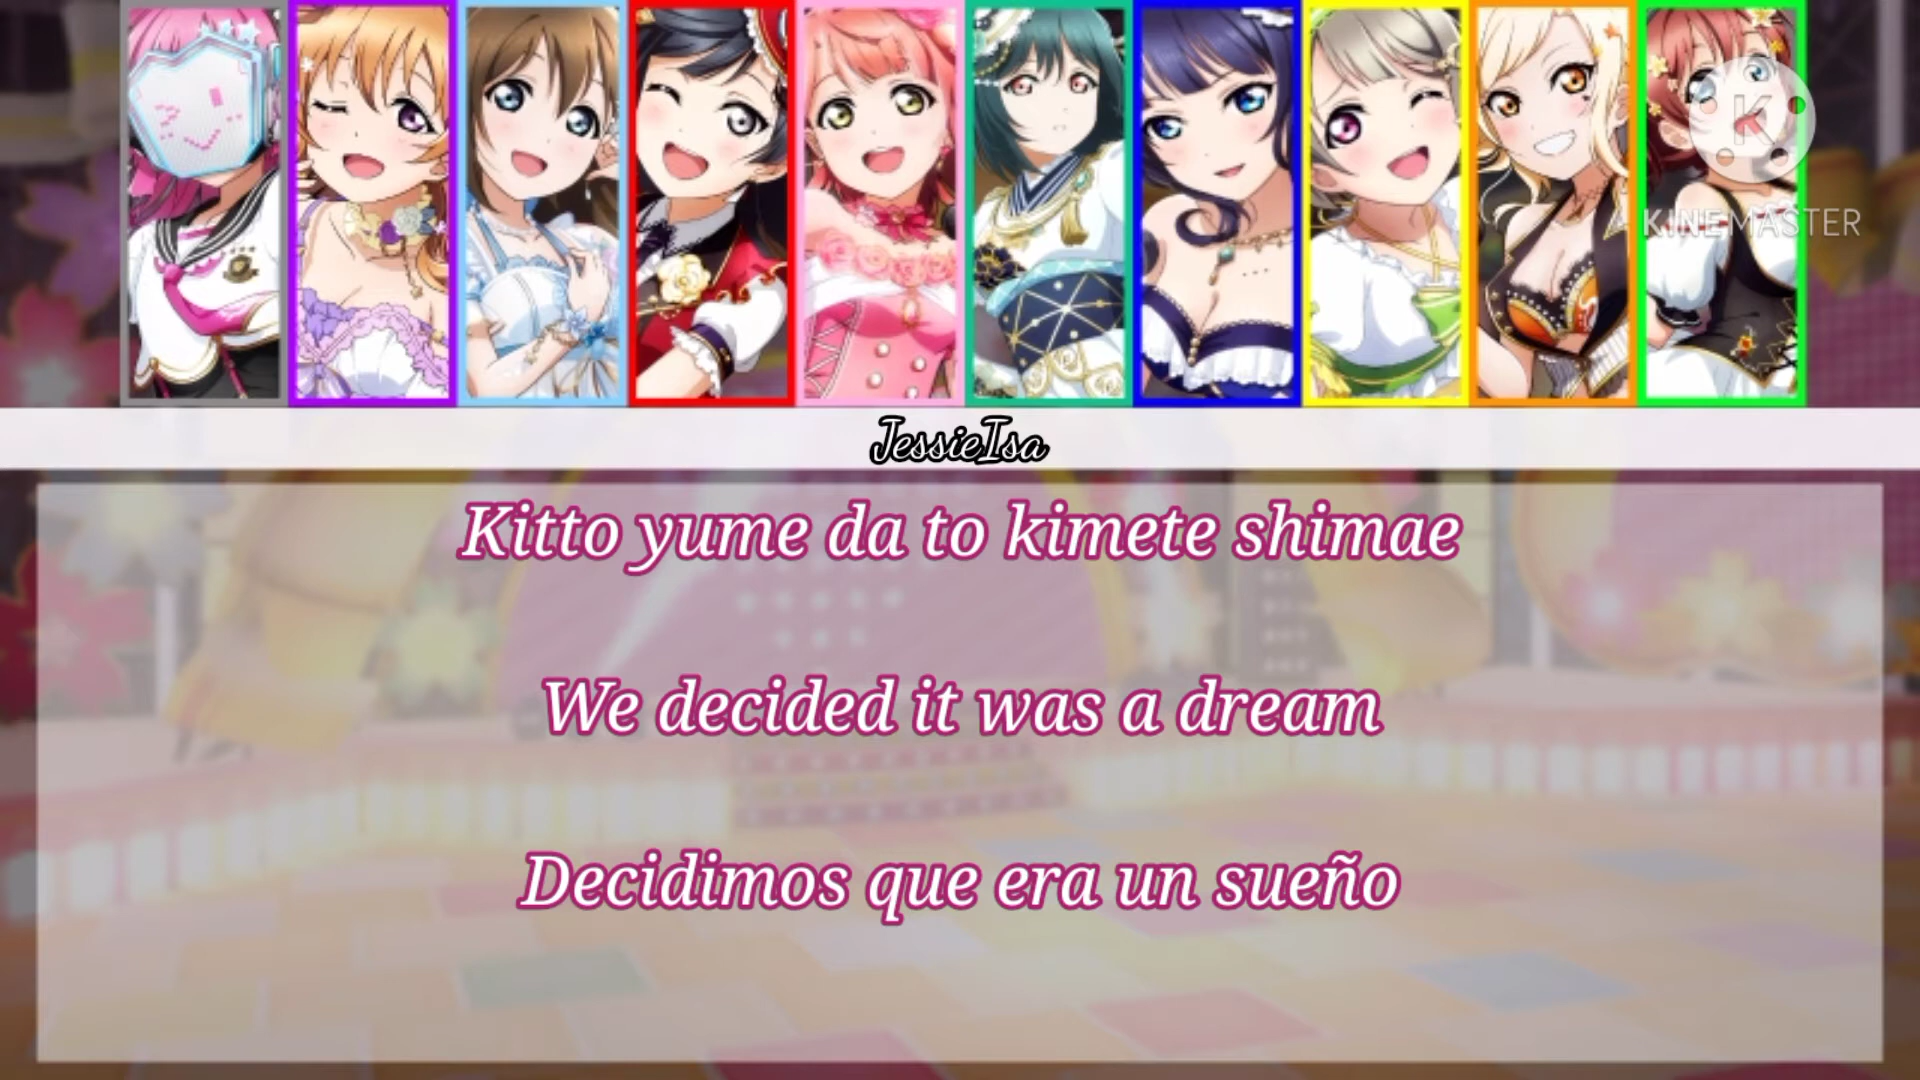 K
KINEMASTER
JessieIsa
Kitto yume da to kimete shimae
We decided it was a dream
Decidimos que era un sueño